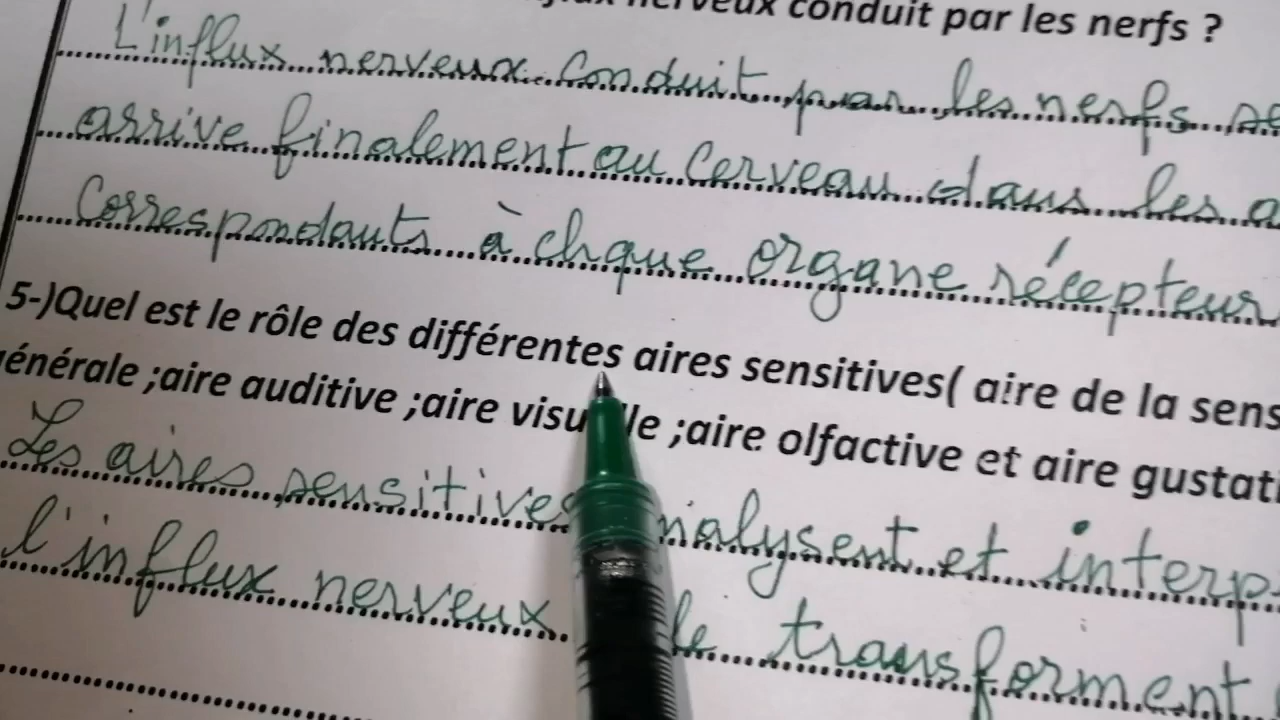 nerveux conduit par les nerfs ?
L'influx nerveux conduit par les nerfs se
arrive finalement au cerveau dans les a
Correspondants à chque organe récepteur
5-)Quel est le rôle des différentes aires sensitives( aire de la sens
énérale ;aire auditive ;aire visu le ;aire olfactive et aire gustati
Les aires sensitives nalysent et interp
l'influx nerveux le transforment